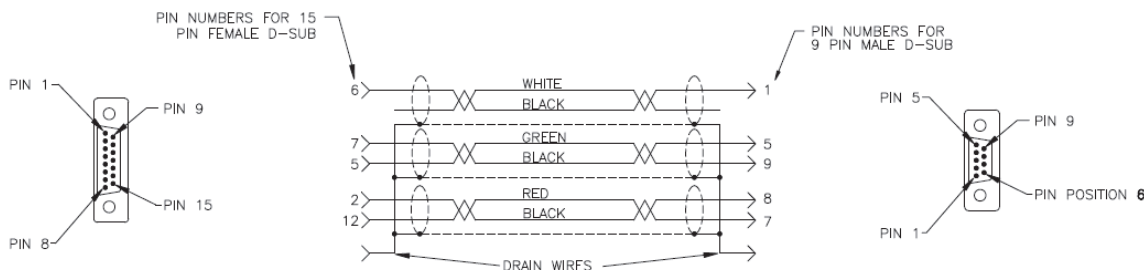 PIN NUMBERS FOR 15
PIN FEMALE D-SUB
PIN NUMBERS FOR
9 PIN MALE D-SUB
PIN 1
PIN 9
PIN 15
PIN 8
6
WHITE
1
BLACK
7
GREEN
5
5
BLACK
9
2
RED
8
12
BLACK
7
DRAIN WIRES
PIN 5
PIN 9
PIN POSITION 6
PIN 1